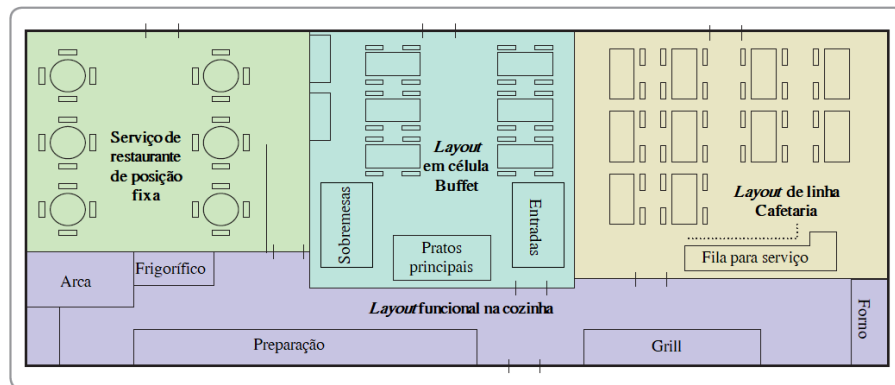 Serviço de
restaurante
de posição
fixa
Layout
em célula
Buffet
Sobremesas
Pratos
principais
Entradas
Layout de linha
Cafetaria
Fila para serviço
Arca
Frigorífico
Layout funcional na cozinha
Preparação
Grill
Forno